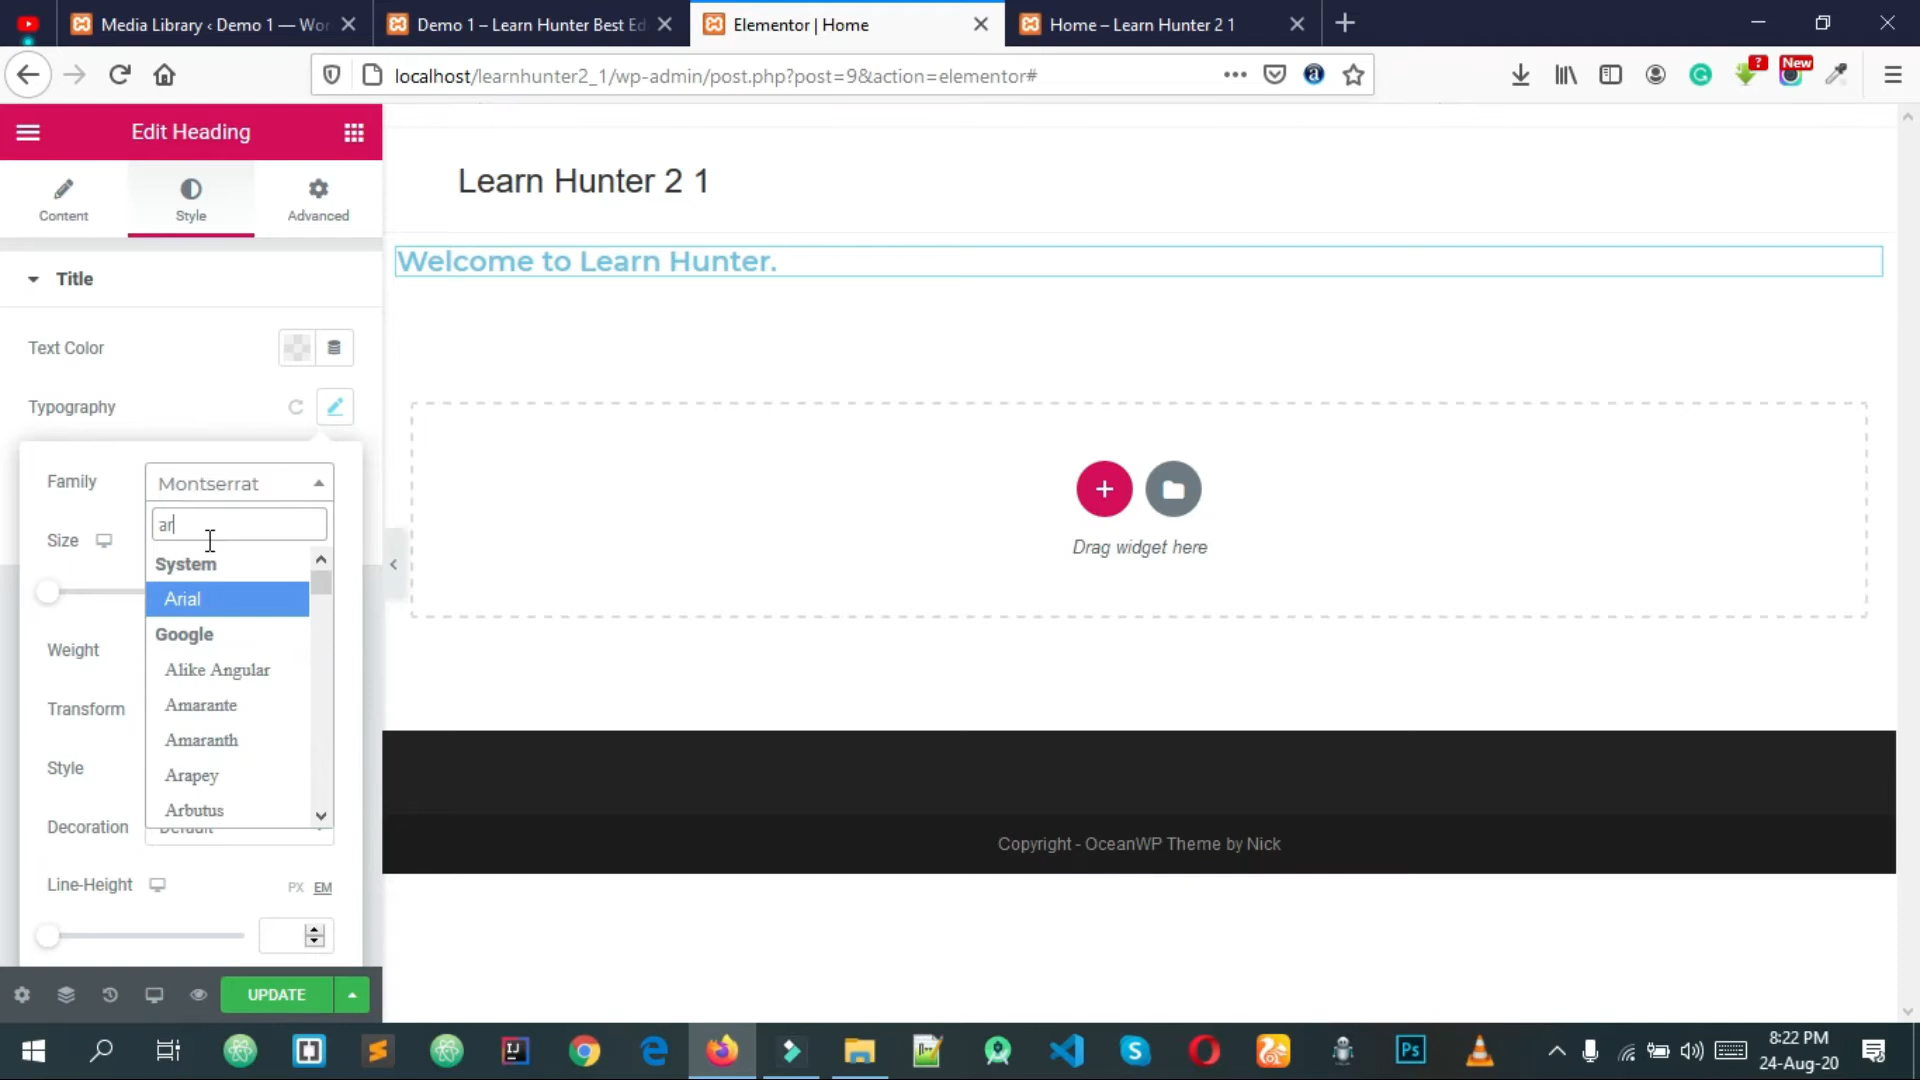 Media Library ‹ Demo 1 — Wor
Demo 1 – Learn Hunter Best Ed
Elementor | Home
Home – Learn Hunter 2 1
localhost/learnhunter2_1/wp-admin/post.php?post=9&action=elementor#
?
New
Edit Heading
Content
Style
Advanced
Title
Text Color
Typography
Family
Montserrat
ar
Size
System
Arial
Google
Weight
Alike Angular
Transform
Amarante
Amaranth
Style
Arapey
Arbutus
Decoration
Default
Line-Height
PX EM
UPDATE
Learn Hunter 2 1
Welcome to Learn Hunter.
Drag widget here
Copyright - OceanWP Theme by Nick
Ps
8:22 PM
24-Aug-20